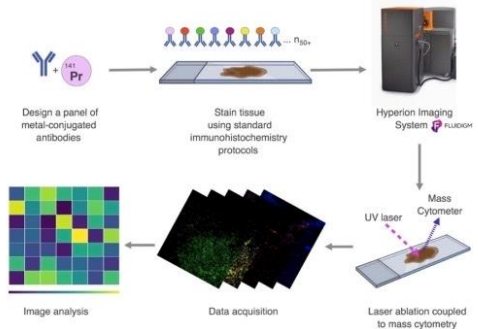 141
Pr
+
... n50+
Design a panel of
metal-conjugated
antibodies
Stain tissue
using standard
immunohistochemistry
protocols
Hyperion Imaging
System FLUIDIGM
Mass
Cytometer
UV laser
Image analysis
Data acquisition
Laser ablation coupled
to mass cytometry